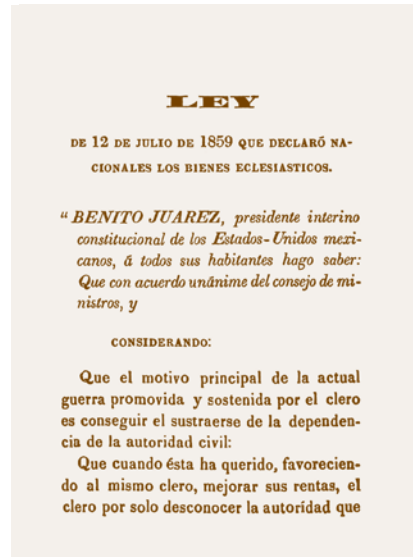 LEY
DE 12 DE JULIO DE 1859 QUE DECLARÓ NA-
CIONALES LOS BIENES ECLESIASTICOS.
“ BENITO JUAREZ, presidente interino
constitucional de los Estados-Unidos mexi-
canos, á todos sus habitantes hago saber:
Que con acuerdo unánime del consejo de mi-
nistros, y
CONSIDERANDO:
Que el motivo principal de la actual
guerra promovida y sostenida por el clero
es conseguir el sustraerse de la dependen-
cia de la autoridad civil:
Que cuando ésta ha querido, favorecien-
do al mismo clero, mejorar sus rentas, el
clero por solo desconocer la autoridad que